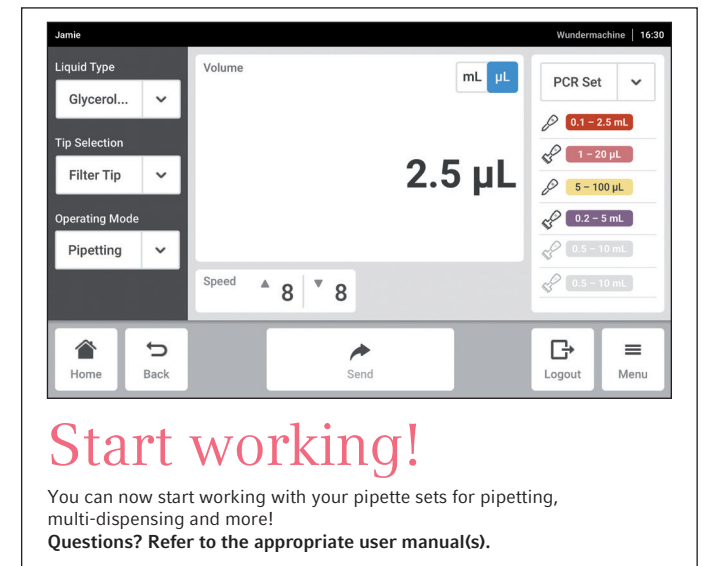 Jamie
Wundermachine | 16:30
Liquid Type
Glycerol...
Tip Selection
Filter Tip
Operating Mode
Pipetting
Volume
mL µL
2.5 µL
Speed ▲ 8 ▼ 8
PCR Set
0.1 – 2.5 mL
1 – 20 µL
5 – 100 µL
0.2 – 5 mL
0.5 – 10 mL
0.5 – 10 mL
Home
Back
Send
Logout
Menu
Start working!
You can now start working with your pipette sets for pipetting,
multi-dispensing and more!
Questions? Refer to the appropriate user manual(s).